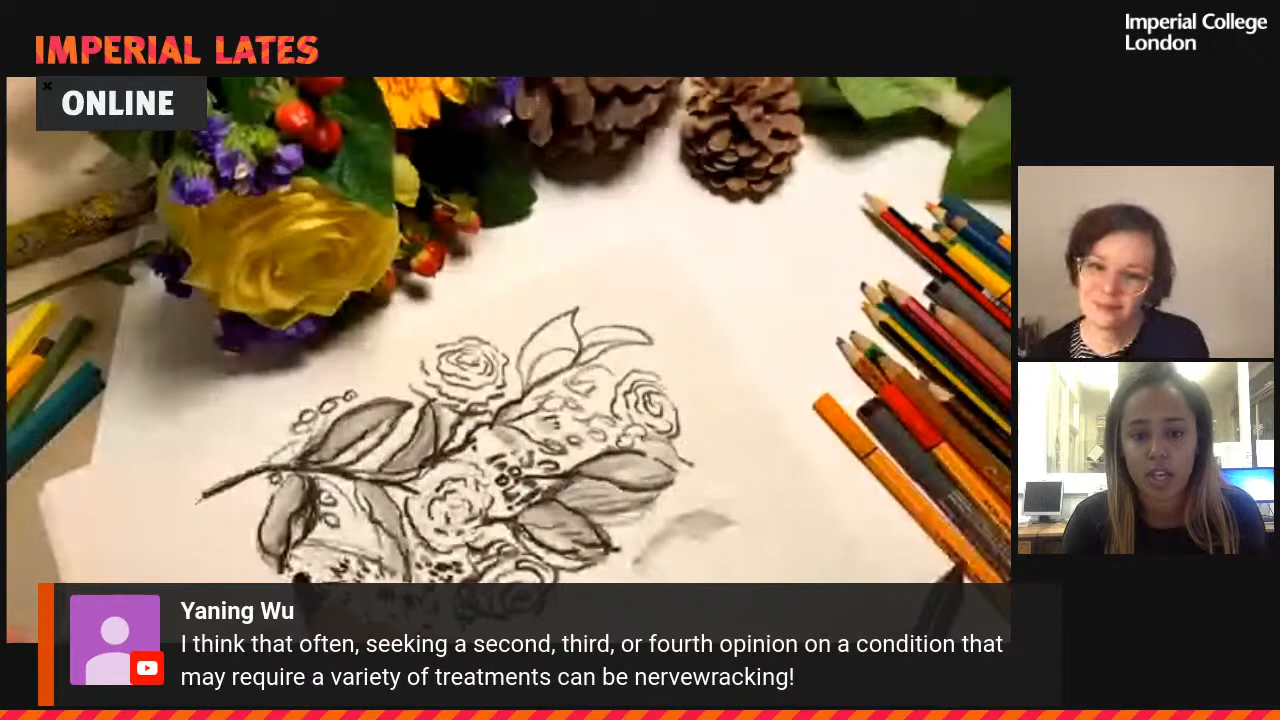 IMPERIAL LATES
ONLINE
Imperial College
London
Yaning Wu
I think that often, seeking a second, third, or fourth opinion on a condition that
may require a variety of treatments can be nervewracking!